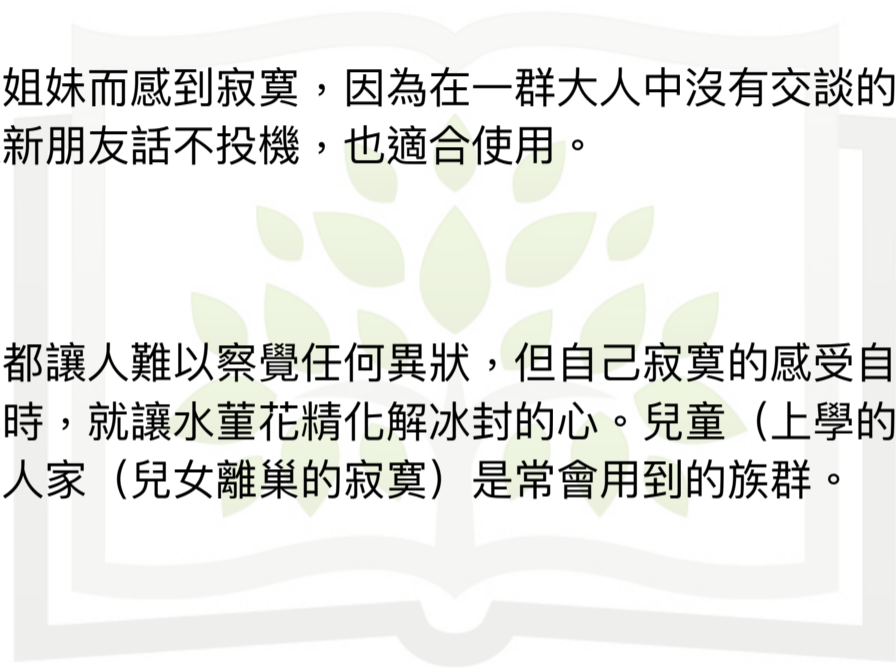 姐妹而感到寂寞，因為在一群大人中沒有交談的
新朋友話不投機，也適合使用。
都讓人難以察覺任何異狀，但自己寂寞的感受自
時，就讓水菫花精化解冰封的心。兒童（上學的
人家（兒女離巢的寂寞）是常會用到的族群。